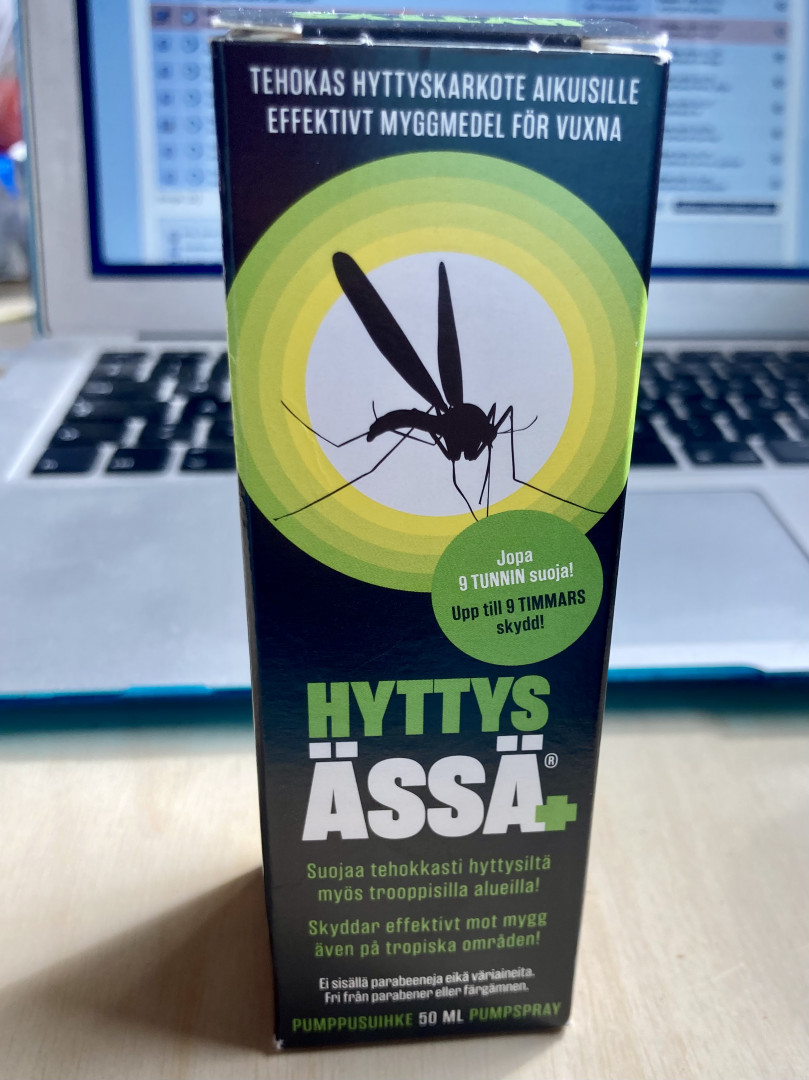 TEHOKAS HYTTYSKARKOTE AIKUISILLE
EFFEKTIVT MYGGMEDEL FÖR VUXNA
Jopa
9 TUNNIN suoja!
Upp till 9 TIMMARS
skydd!
HYTTYS
ÄSSÄ®+
Suojaa tehokkasti hyttysiltä
myös trooppisilla alueilla!
Skyddar effektivt mot mygg
även på tropiska områden!
Ei sisällä parabeeneja eikä väriaineita.
Fri från parabener eller färgämnen.
PUMPPUSUIHKE 50 ML PUMPSPRAY